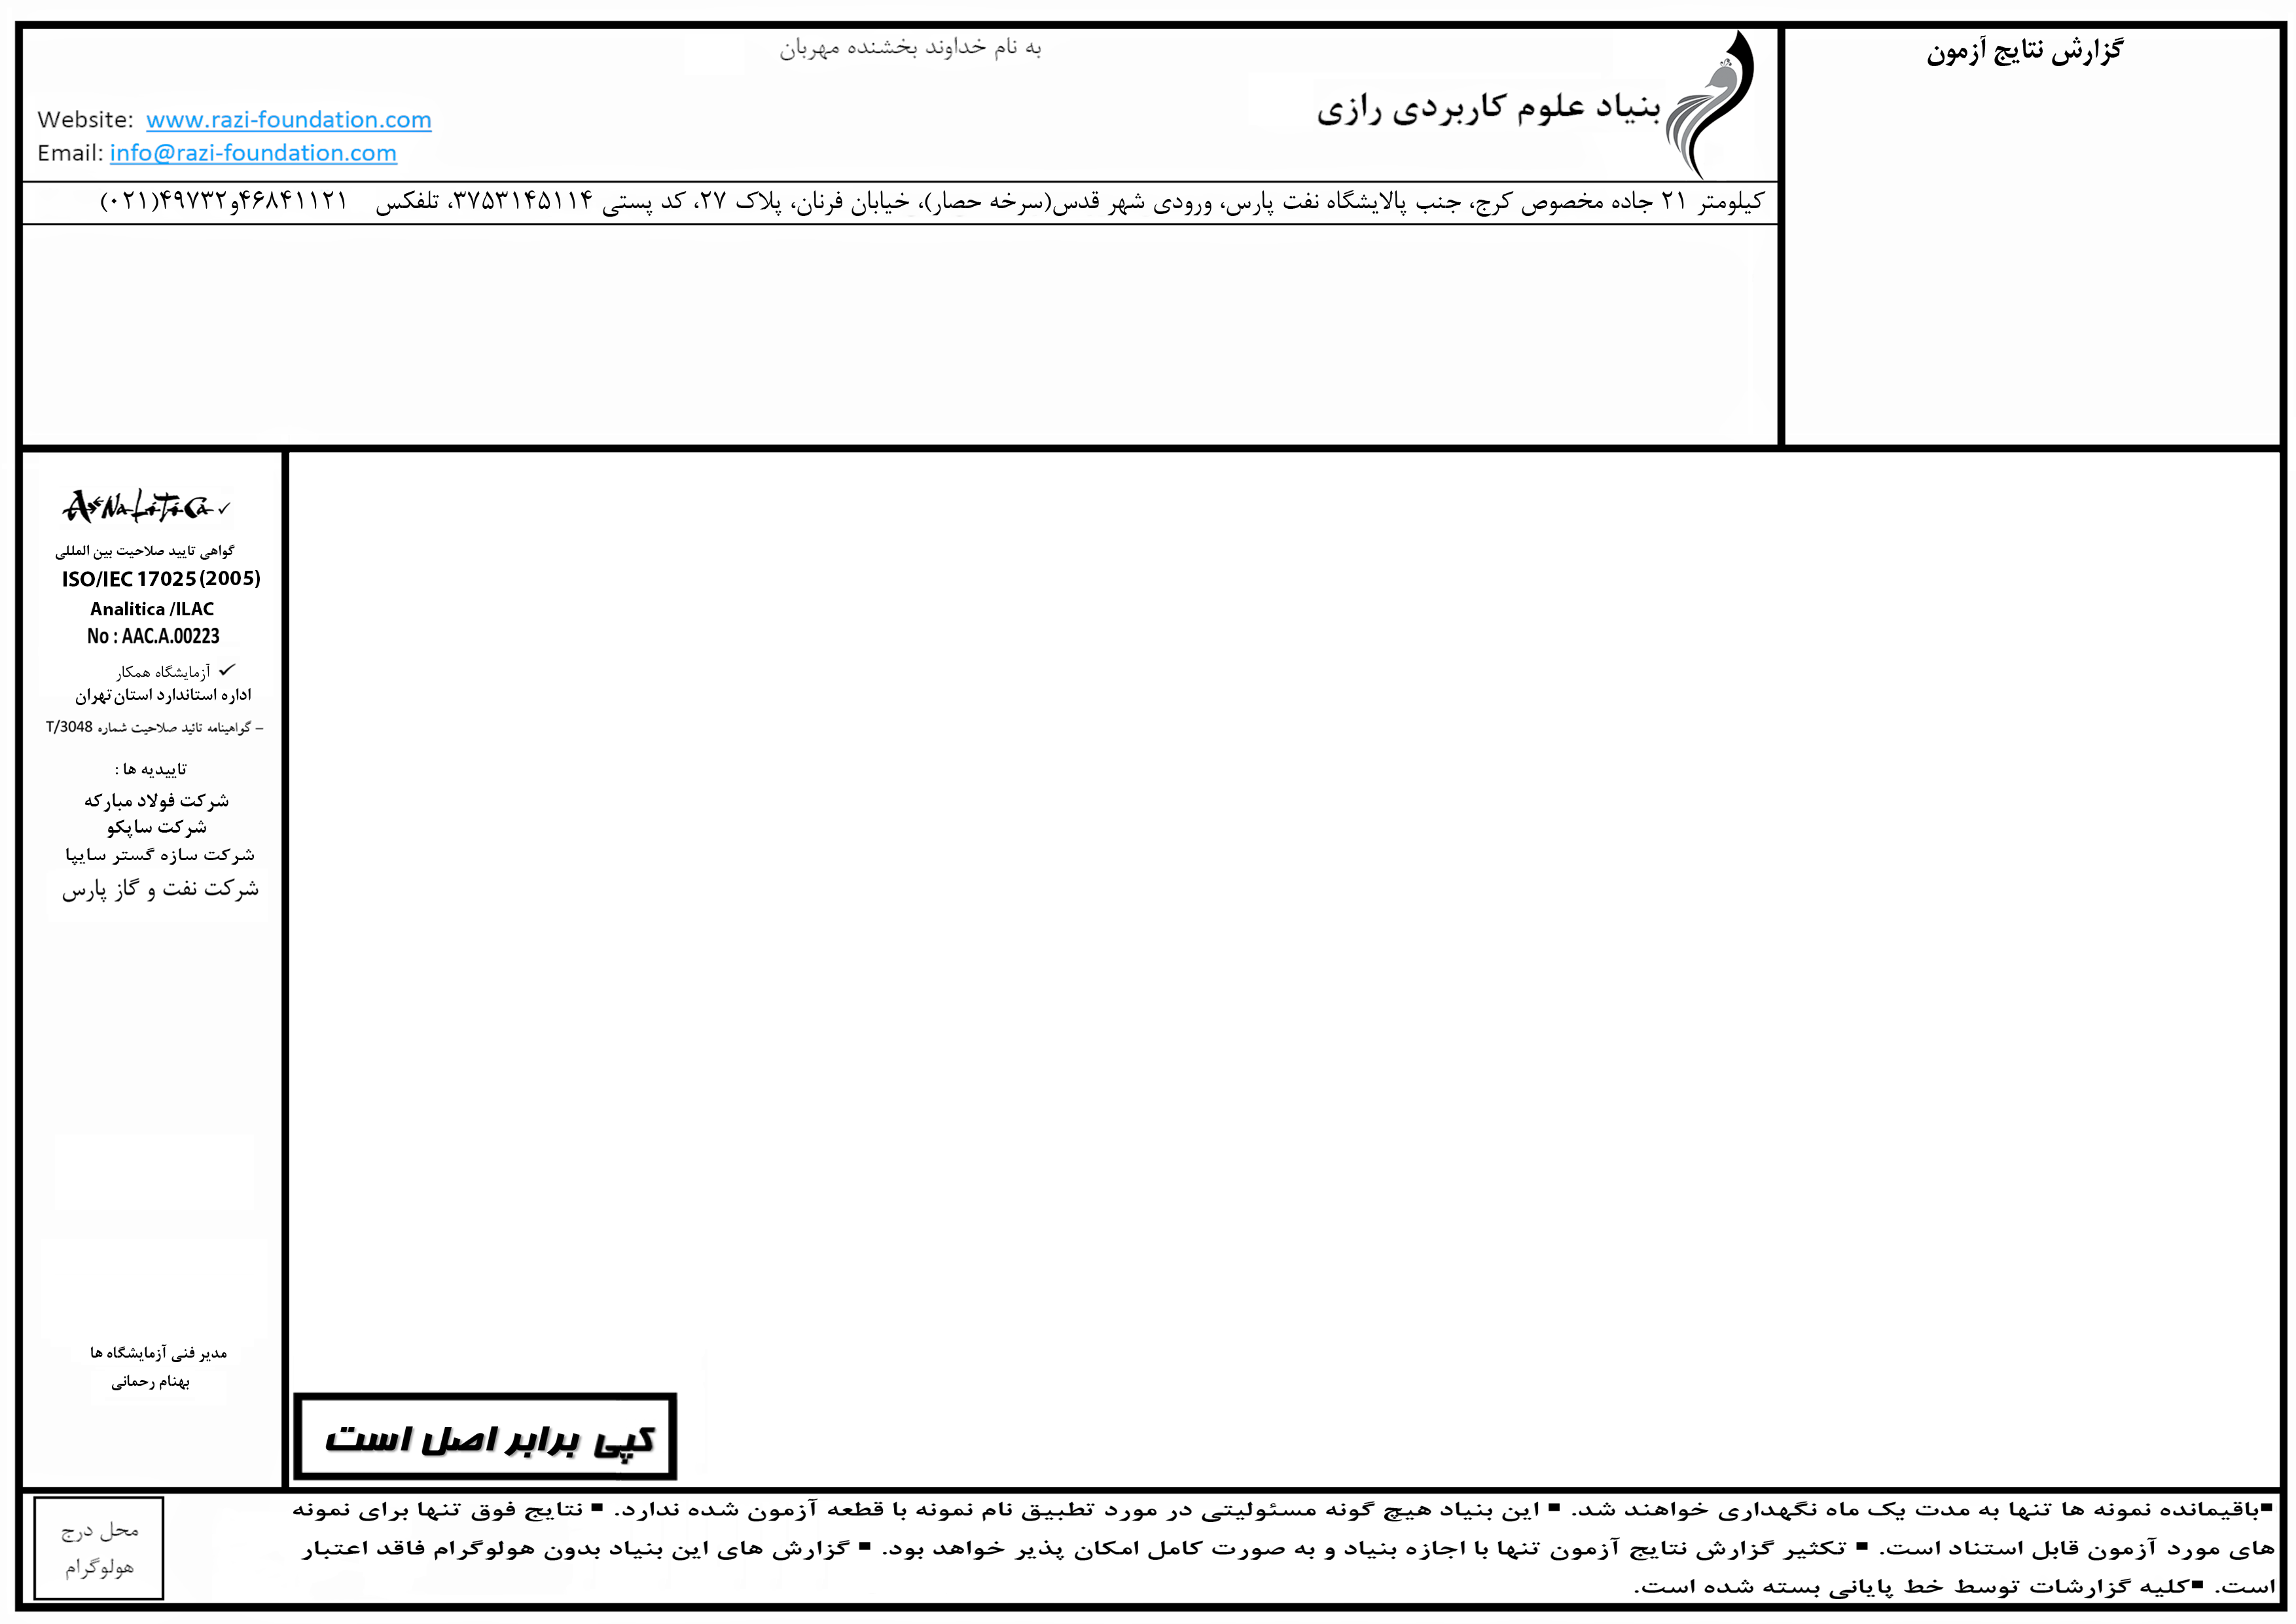 به نام خداوند بخشنده مهربان
گزارش نتایج آزمون
بنیاد علوم کاربردی رازی
Website: www.razi-foundation.com
Email: info@razi-foundation.com
کیلومتر ۲۱ جاده مخصوص کرج، جنب پالایشگاه نفت پارس، ورودی شهر قدس(سرخه حصار)، خیابان فرنان، پلاک ۲۷، کد پستی ۳۷۵۳۱۴۵۱۱۴، تلفکس ۴۶۸۴۱۱۲۱و۴۹۷۳۲(۰۲۱)
ANaLiTiCa ✓
گواهی تایید صلاحیت بین المللی
ISO/IEC 17025 (2005)
Analitica /ILAC
No : AAC.A.00223
✓ آزمایشگاه همکار
اداره استاندارد استان تهران
– گواهینامه تائید صلاحیت شماره T/3048
تاییدیه ها :
شرکت فولاد مبارکه
شرکت ساپکو
شرکت سازه گستر سایپا
شرکت نفت و گاز پارس
مدیر فنی آزمایشگاه ها
بهنام رحمانی
کپی برابر اصل است
▪باقیمانده نمونه ها تنها به مدت یک ماه نگهداری خواهند شد. ▪ این بنیاد هیچ گونه مسئولیتی در مورد تطبیق نام نمونه با قطعه آزمون شده ندارد. ▪ نتایج فوق تنها برای نمونه
های مورد آزمون قابل استناد است. ▪ تکثیر گزارش نتایج آزمون تنها با اجازه بنیاد و به صورت کامل امکان پذیر خواهد بود. ▪ گزارش های این بنیاد بدون هولوگرام فاقد اعتبار
است. ▪کلیه گزارشات توسط خط پایانی بسته شده است.
محل درج
هولوگرام